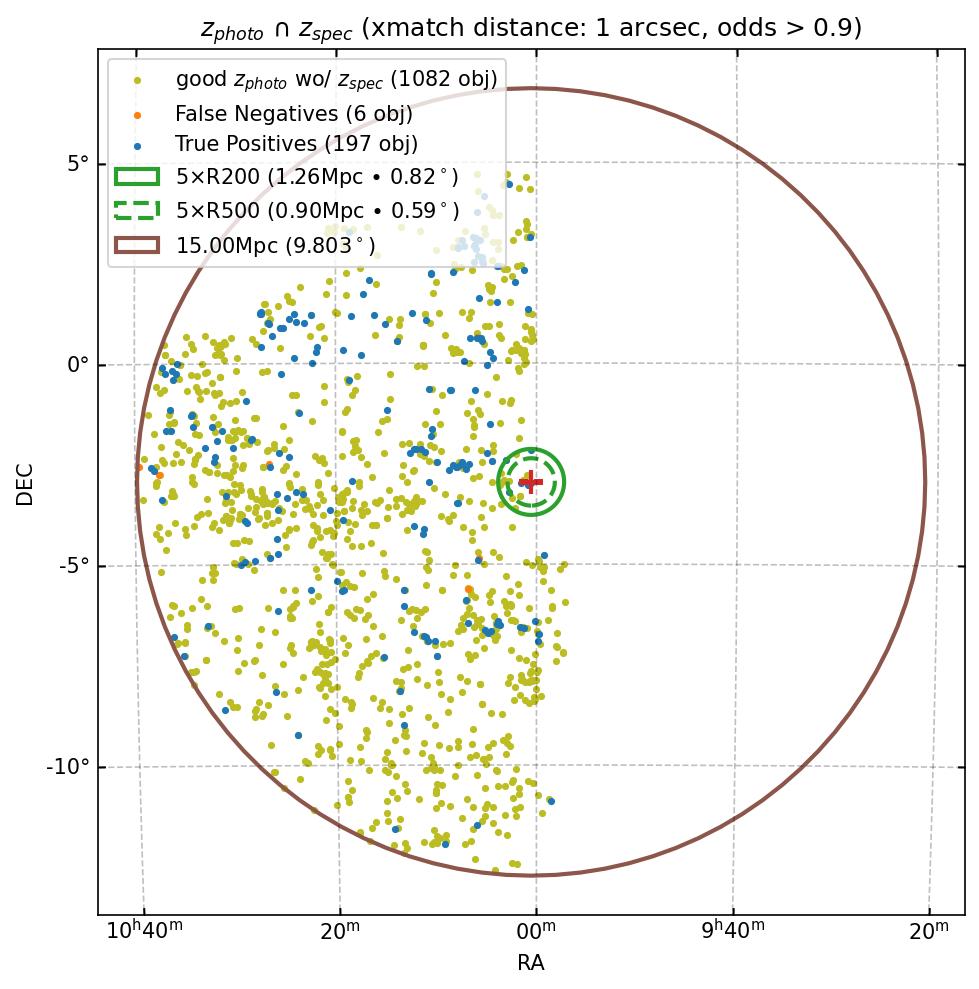 z_photo ∩ z_spec (xmatch distance: 1 arcsec, odds > 0.9)
good z_photo wo/ z_spec (1082 obj)
False Negatives (6 obj)
True Positives (197 obj)
5×R200 (1.26Mpc • 0.82°)
5×R500 (0.90Mpc • 0.59°)
15.00Mpc (9.803°)
5°
0°
-5°
-10°
DEC
10h40m 20m 00m 9h40m 20m
RA